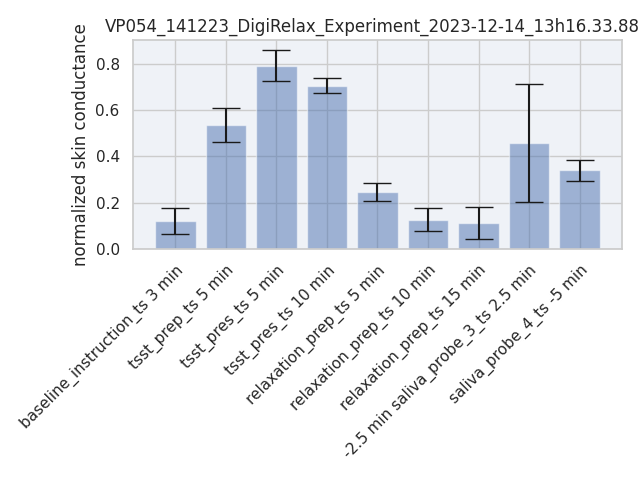 VP054_141223_DigiRelax_Experiment_2023-12-14_13h16.33.88
normalized skin conductance
0.8
0.6
0.4
0.2
0.0
baseline_instruction_ts 3 min
tsst_prep_ts 5 min
tsst_pres_ts 5 min
tsst_pres_ts 10 min
relaxation_prep_ts 5 min
relaxation_prep_ts 10 min
relaxation_prep_ts 15 min
-2.5 min saliva_probe_3_ts 2.5 min
saliva_probe_4_ts -5 min